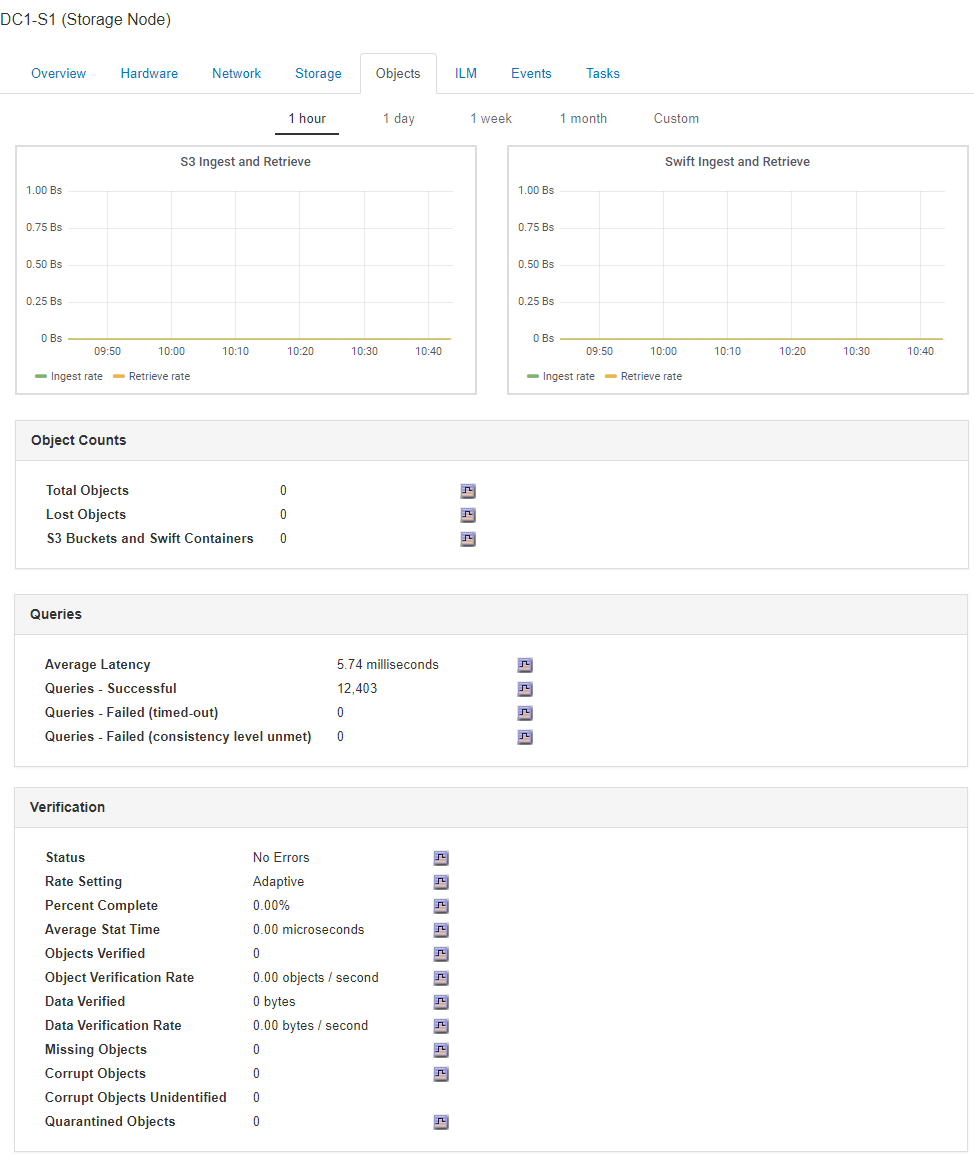 DC1-S1 (Storage Node)
Overview Hardware Network Storage Objects ILM Events Tasks
1 hour 1 day 1 week 1 month Custom
S3 Ingest and Retrieve
1.00 Bs
0.75 Bs
0.50 Bs
0.25 Bs
0 Bs
09:50 10:00 10:10 10:20 10:30 10:40
Ingest rate Retrieve rate
Swift Ingest and Retrieve
1.00 Bs
0.75 Bs
0.50 Bs
0.25 Bs
0 Bs
09:50 10:00 10:10 10:20 10:30 10:40
Ingest rate Retrieve rate
Object Counts
Total Objects 0
Lost Objects 0
S3 Buckets and Swift Containers 0
Queries
Average Latency 5.74 milliseconds
Queries - Successful 12,403
Queries - Failed (timed-out) 0
Queries - Failed (consistency level unmet) 0
Verification
Status No Errors
Rate Setting Adaptive
Percent Complete 0.00%
Average Stat Time 0.00 microseconds
Objects Verified 0
Object Verification Rate 0.00 objects / second
Data Verified 0 bytes
Data Verification Rate 0.00 bytes / second
Missing Objects 0
Corrupt Objects 0
Corrupt Objects Unidentified 0
Quarantined Objects 0